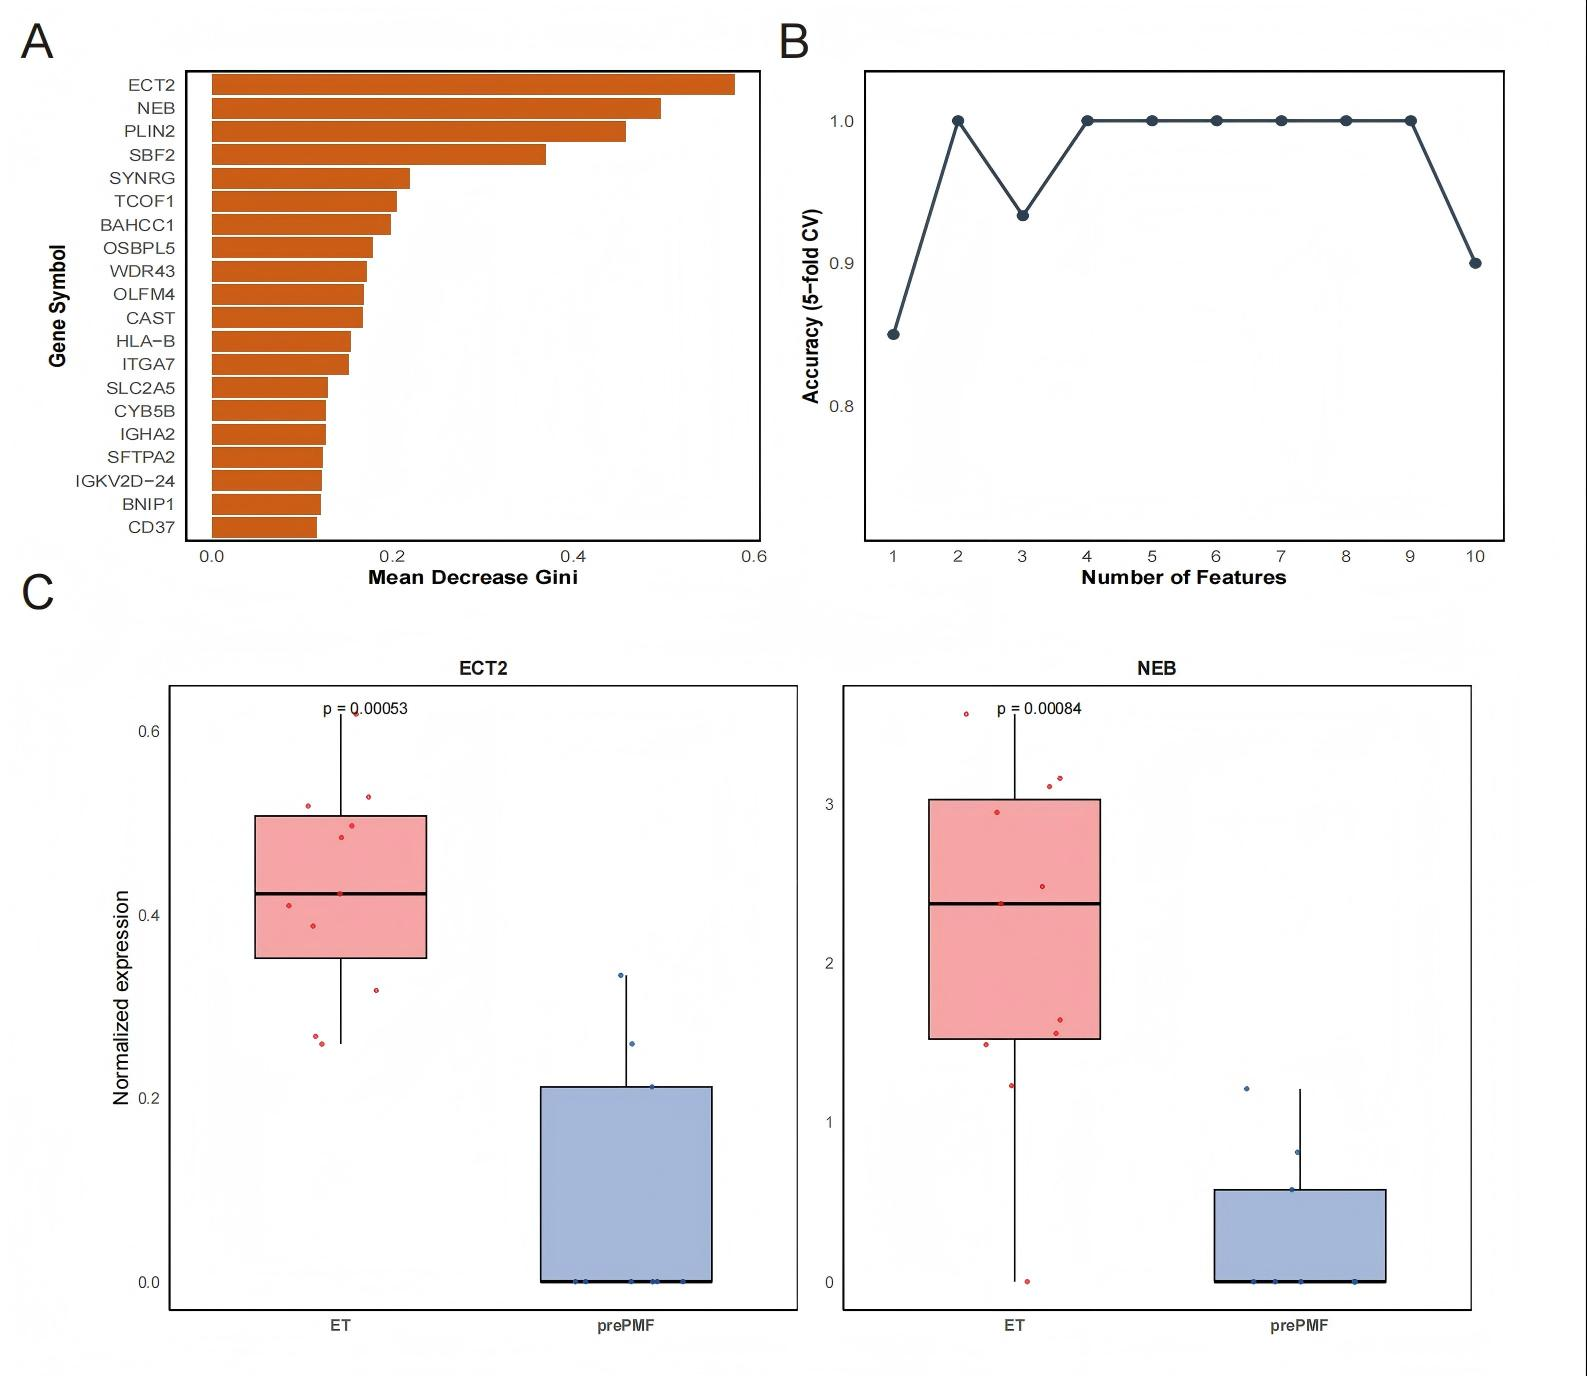 A
ECT2
NEB
PLIN2
SBF2
SYNRG
TCOF1
BAHCC1
OSBPL5
WDR43
OLFM4
CAST
HLA−B
ITGA7
SLC2A5
CYB5B
IGHA2
SFTPA2
IGKV2D−24
BNIP1
CD37
Gene Symbol
0.0 0.2 0.4 0.6
Mean Decrease Gini
B
1.0
0.9
0.8
Accuracy (5−fold CV)
1 2 3 4 5 6 7 8 9 10
Number of Features
C
ECT2
p = 0.00053
0.6
0.4
0.2
0.0
Normalized expression
ET prePMF
NEB
p = 0.00084
3
2
1
0
ET prePMF